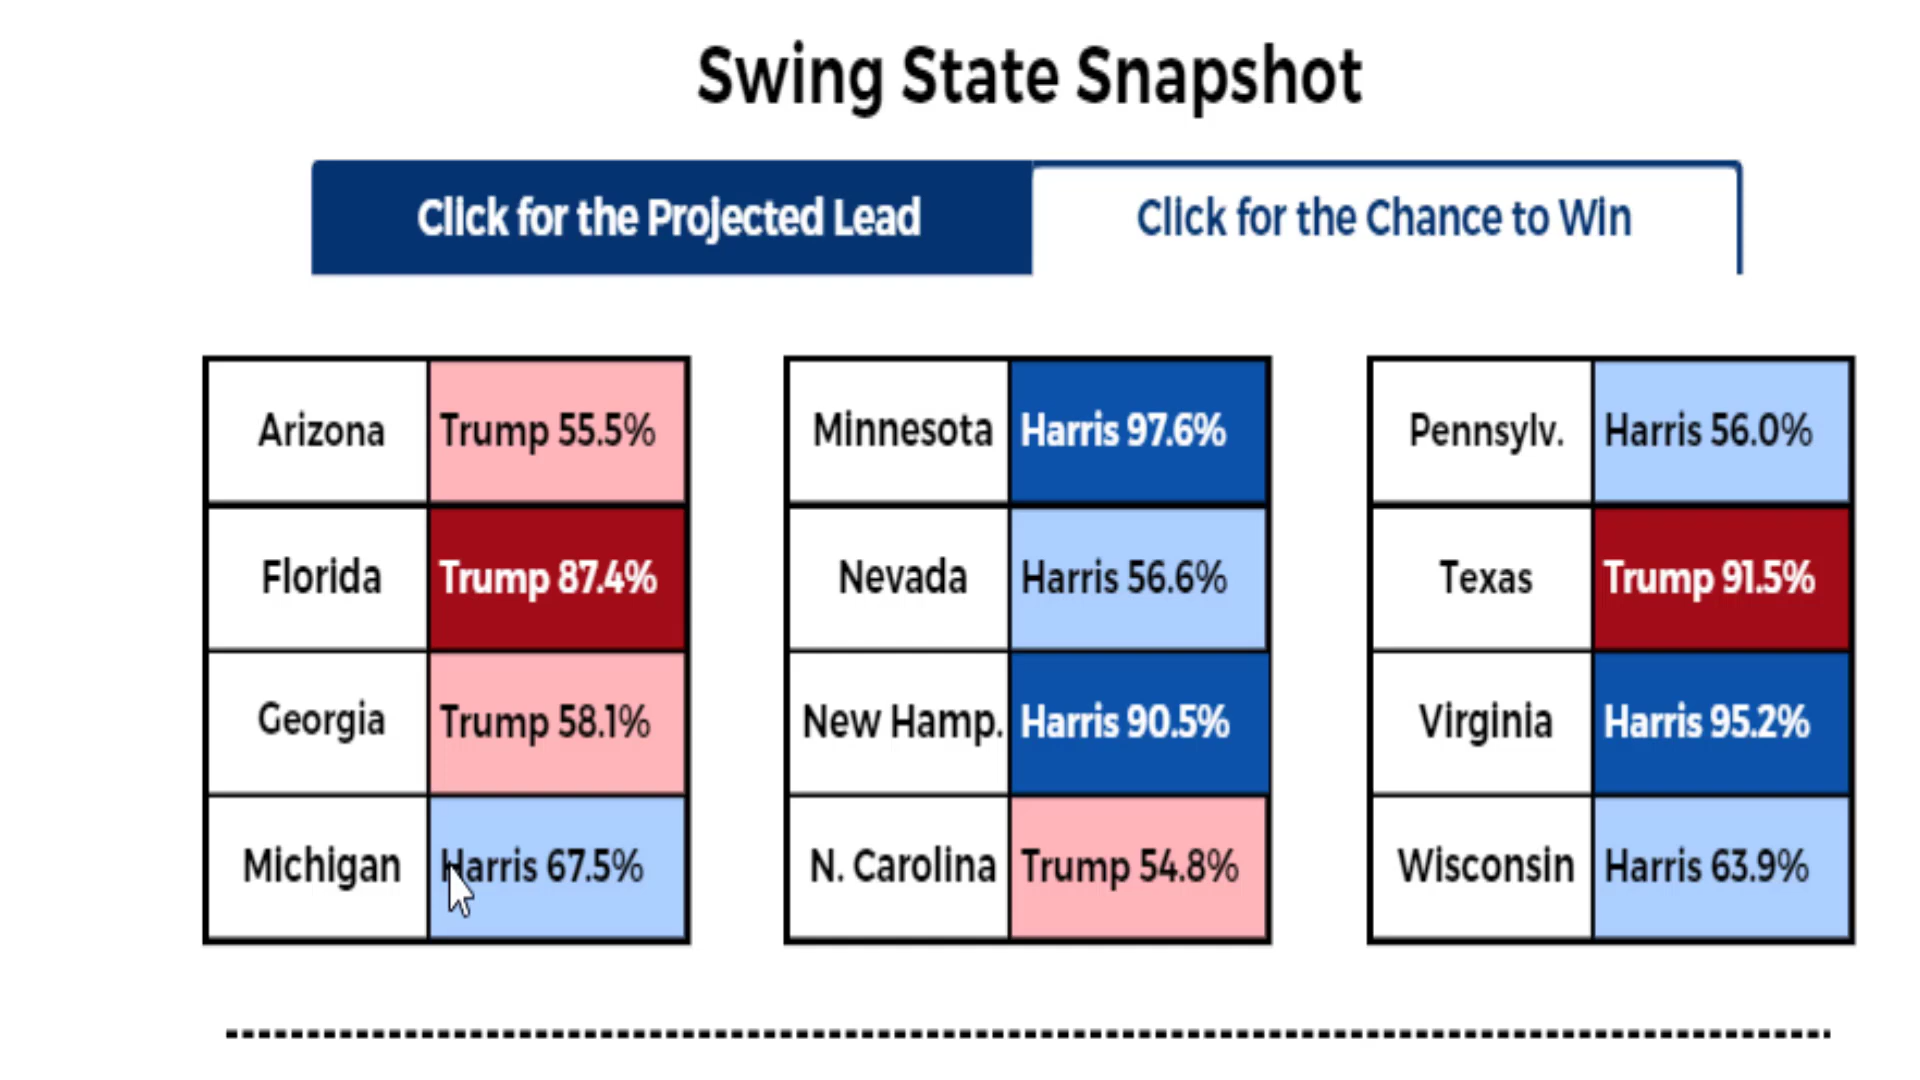 Swing State Snapshot
Click for the Projected Lead Click for the Chance to Win
Arizona Trump 55.5%
Florida Trump 87.4%
Georgia Trump 58.1%
Michigan Harris 67.5%
Minnesota Harris 97.6%
Nevada Harris 56.6%
New Hamp. Harris 90.5%
N. Carolina Trump 54.8%
Pennsylv. Harris 56.0%
Texas Trump 91.5%
Virginia Harris 95.2%
Wisconsin Harris 63.9%